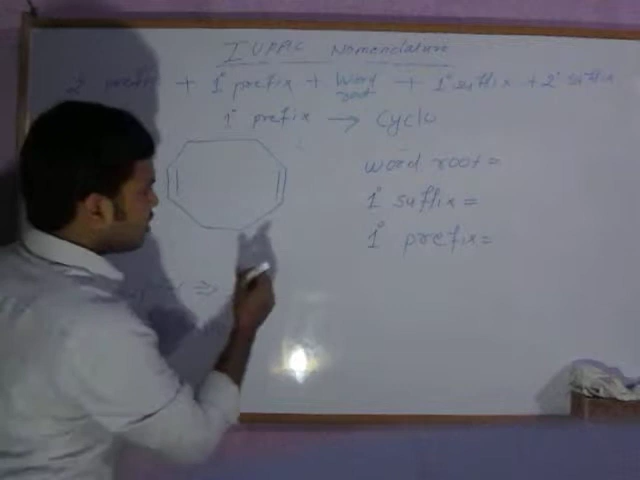 IUPAC Nomenclature
2° prefix + 1° prefix + Word root + 1° suffix + 2° suffix
1° prefix → Cyclo
word root =
1° suffix =
1° prefix =
⇒